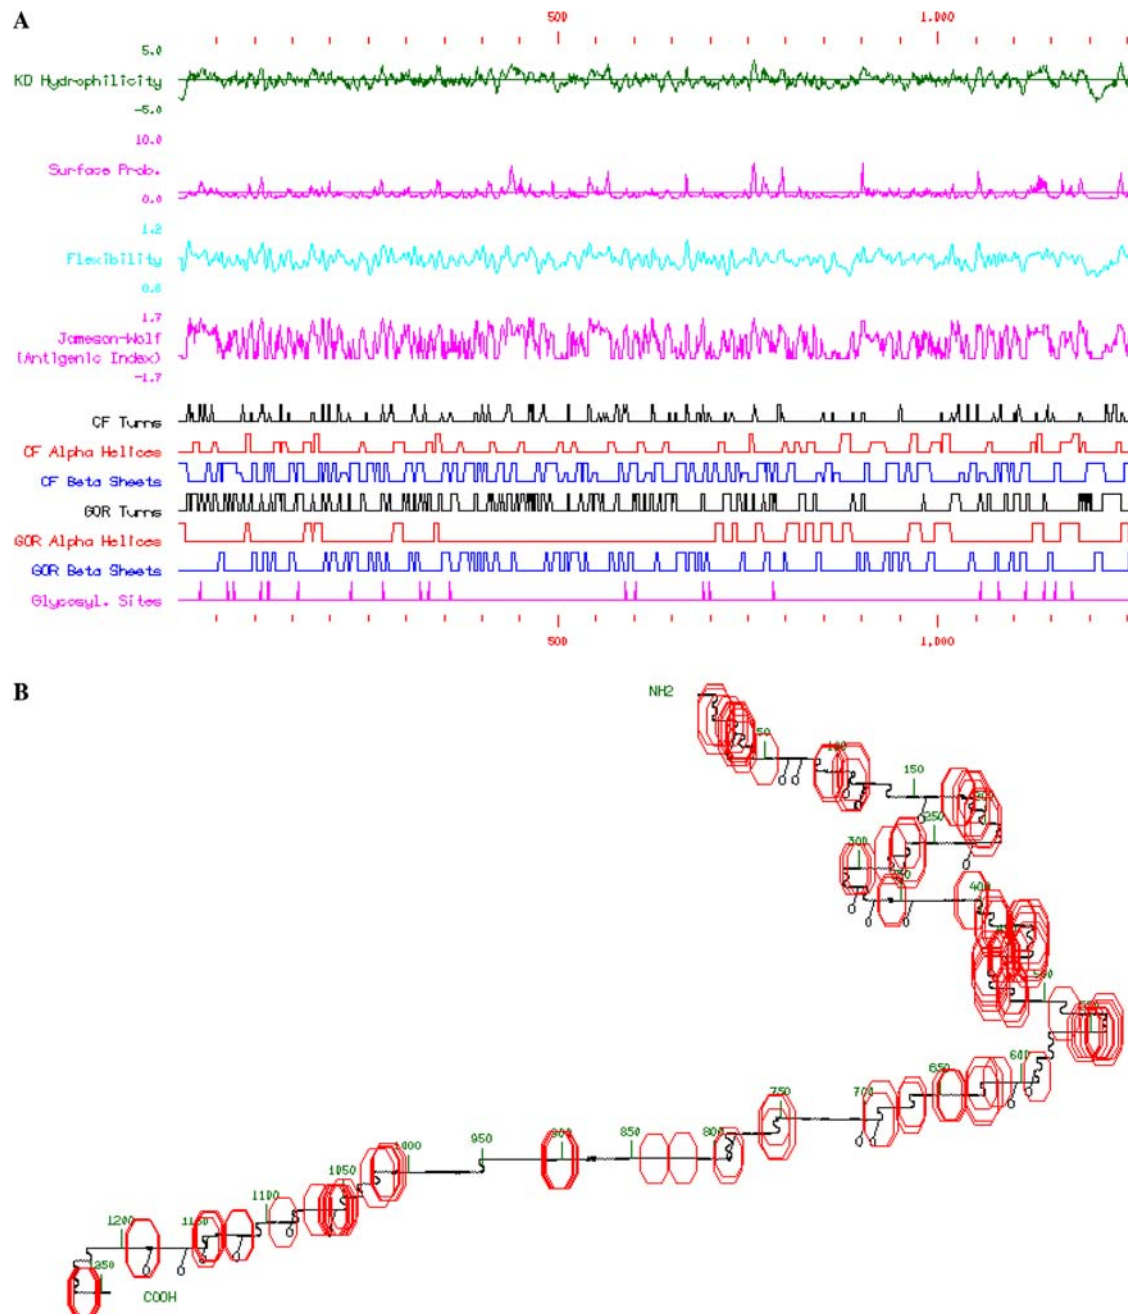 A
500 1,000
5.0
KD Hydrophilicity
-5.0
10.0
Surface Prob.
0.0
1.2
Flexibility
0.8
1.7
Jameson-Wolf
(Antigenic Index)
-1.7
CF Turns
CF Alpha Helices
CF Beta Sheets
GOR Turns
GOR Alpha Helices
GOR Beta Sheets
Glycosyl. Sites
500 1,000
B
NH2
50
100
150
250
300
400
500
600
650
750
700
800
850
900
950
1000
1050
1100
1150
1200
COOH